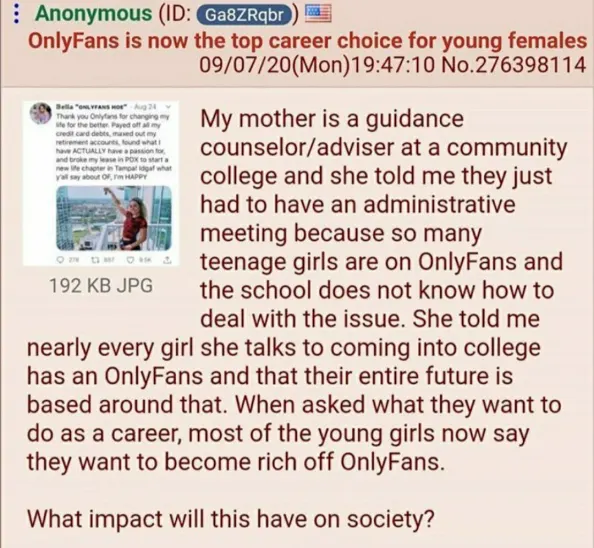 Anonymous (ID: Ga8ZRqbr)
OnlyFans is now the top career choice for young females
09/07/20(Mon)19:47:10 No.276398114
Bella "ONLYFANS HOE" · Aug 24
Thank you Onlyfans for changing my
life for the better. Payed off all my
credit card debts, maxed out my
retirement accounts, found what I
have ACTUALLY have a passion for,
and broke my lease in PDX to start a
new life chapter in Tampa! Idgaf what
y'all say about OF, I'm HAPPY
278
192 KB JPG
My mother is a guidance
counselor/adviser at a community
college and she told me they just
had to have an administrative
meeting because so many
teenage girls are on OnlyFans and
the school does not know how to
deal with the issue. She told me
nearly every girl she talks to coming into college
has an OnlyFans and that their entire future is
based around that. When asked what they want to
do as a career, most of the young girls now say
they want to become rich off OnlyFans.
What impact will this have on society?